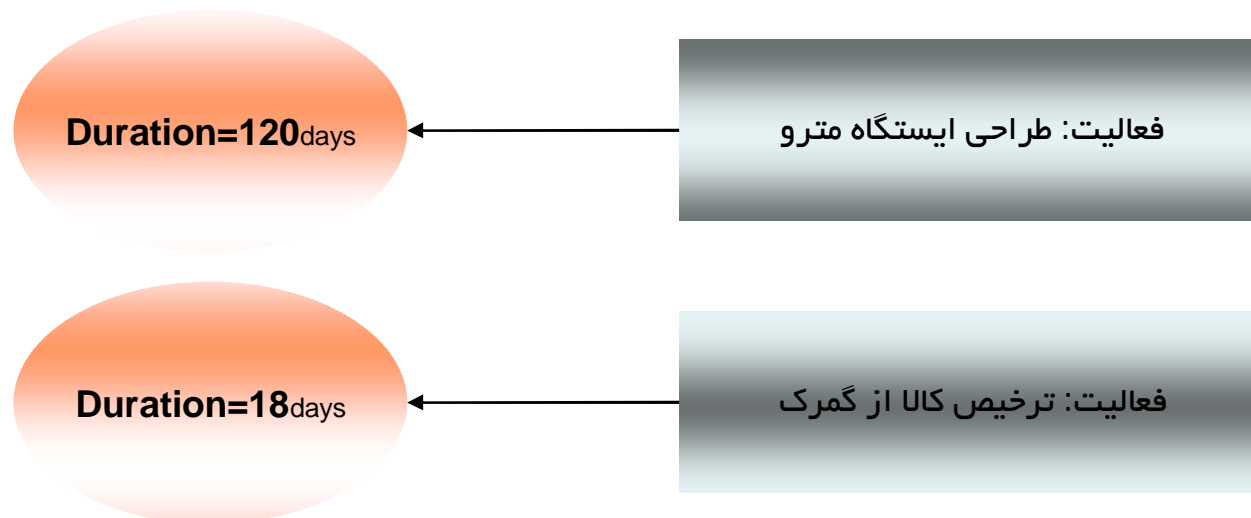 فعالیت: طراحی ایستگاه مترو
Duration=120days
فعالیت: ترخیص کالا از گمرک
Duration=18days